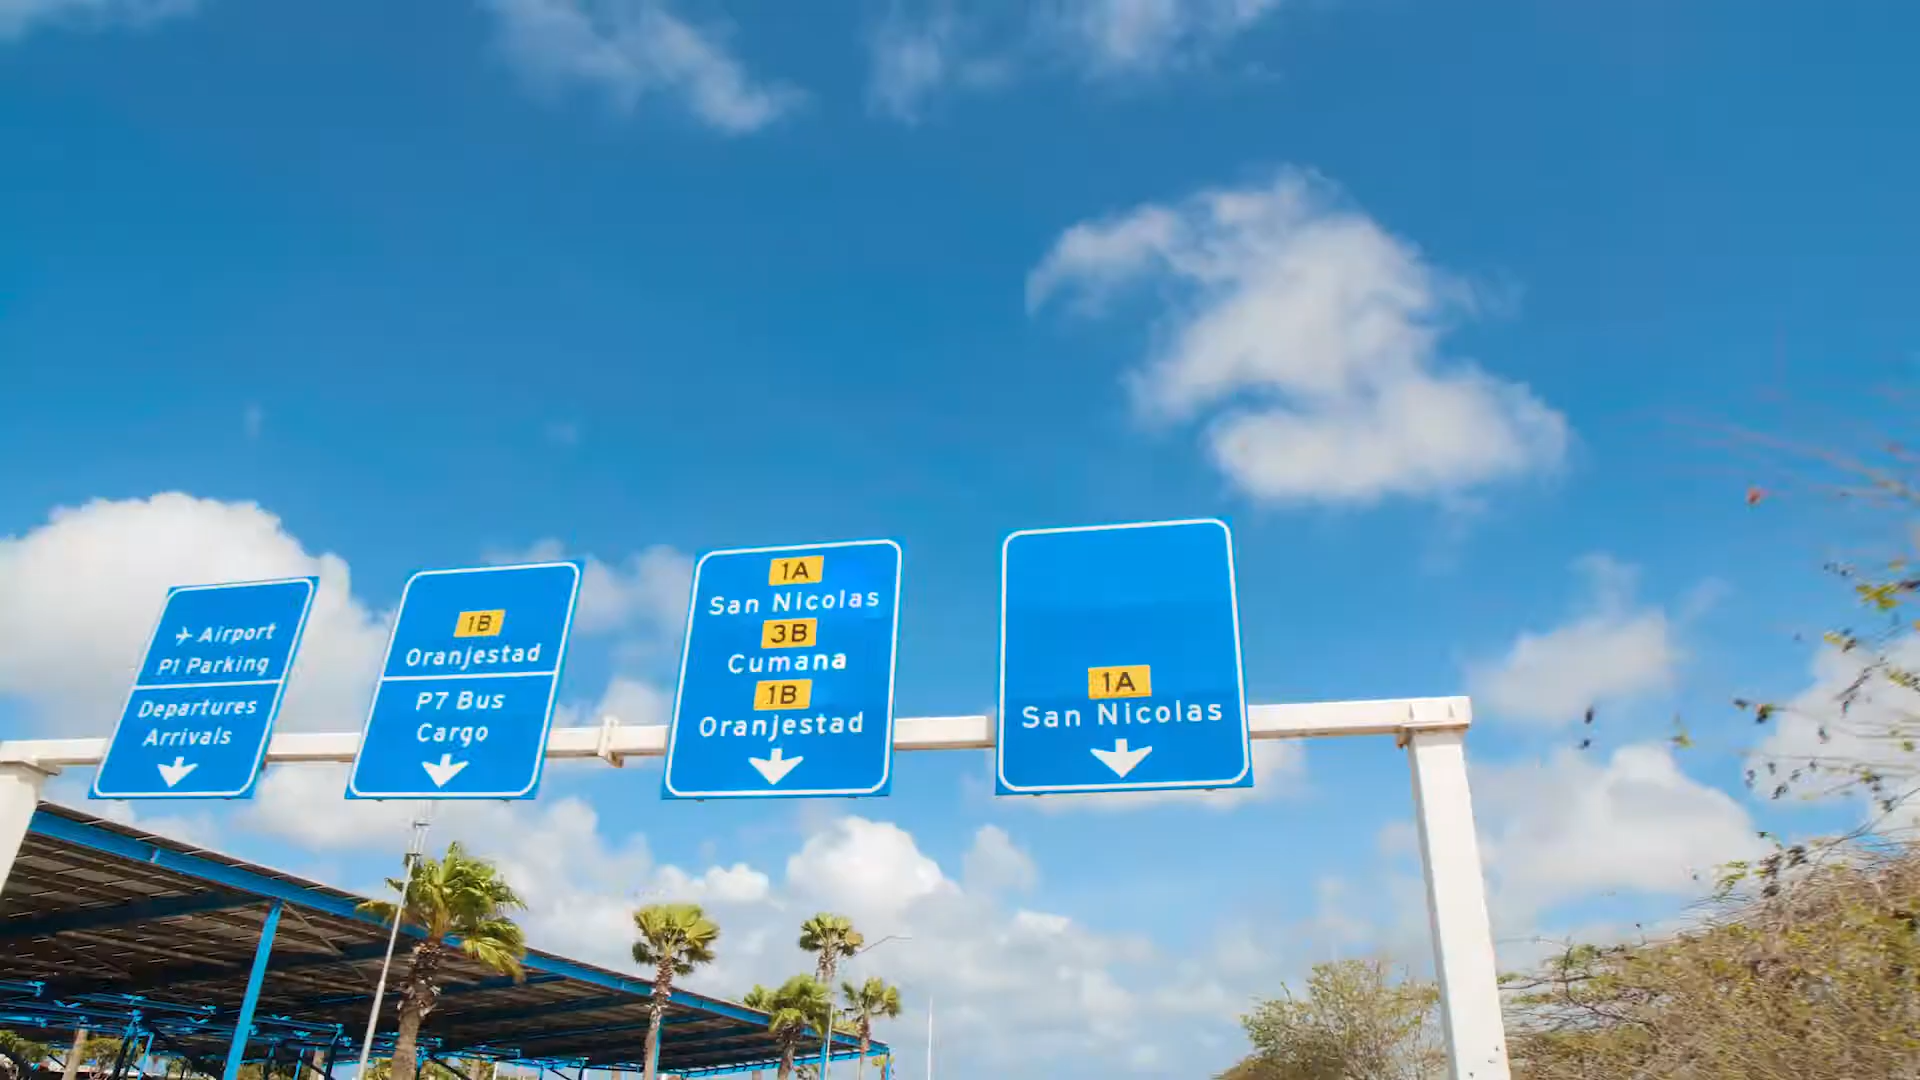 Airport
P1 Parking
Departures
Arrivals
1B
Oranjestad
P7 Bus
Cargo
1A
San Nicolas
3B
Cumana
1B
Oranjestad
1A
San Nicolas